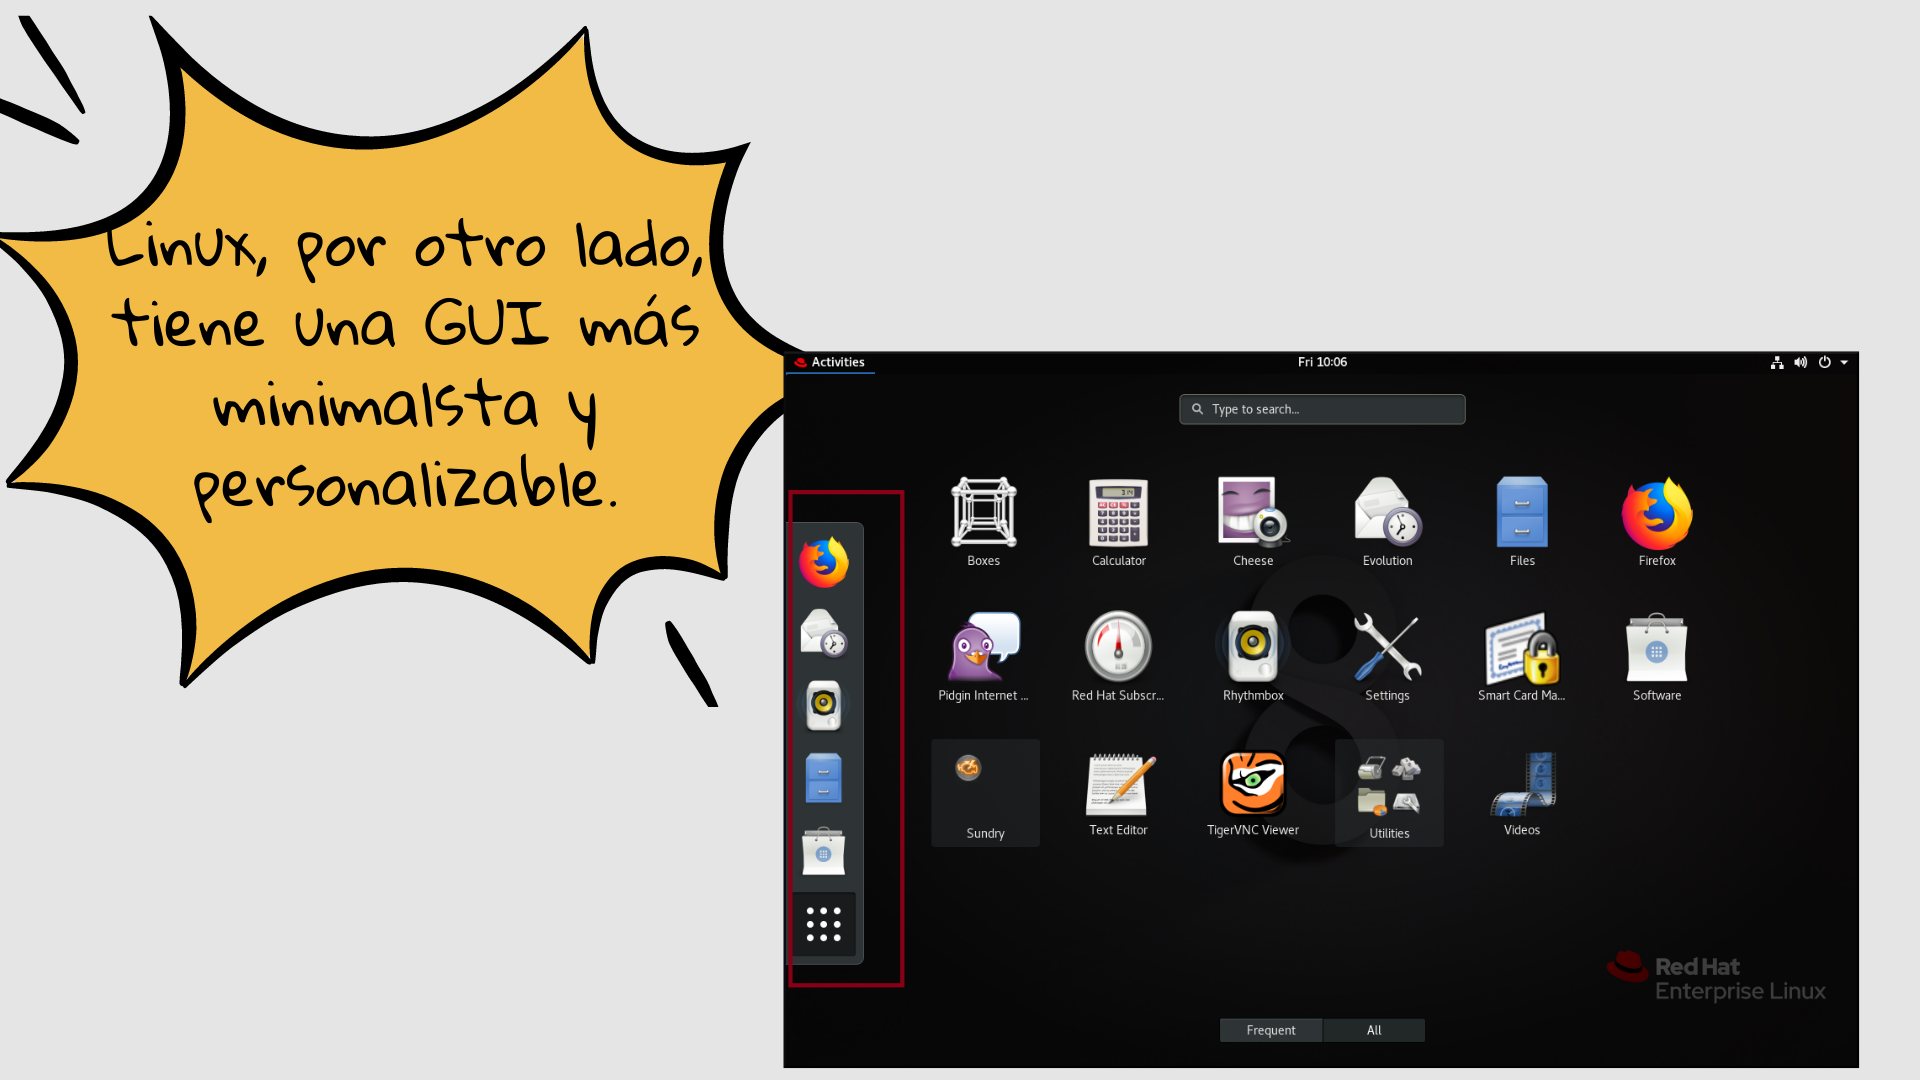 Linux, por otro lado,
tiene una GUI más
minimalsta y
personalizable.
Activities
Fri 10:06
Type to search...
Boxes
Calculator
Cheese
Evolution
Files
Firefox
Pidgin Internet ...
Red Hat Subscr...
Rhythmbox
Settings
Smart Card Ma...
Software
Sundry
Text Editor
TigerVNC Viewer
Utilities
Videos
Red Hat
Enterprise Linux
Frequent
All